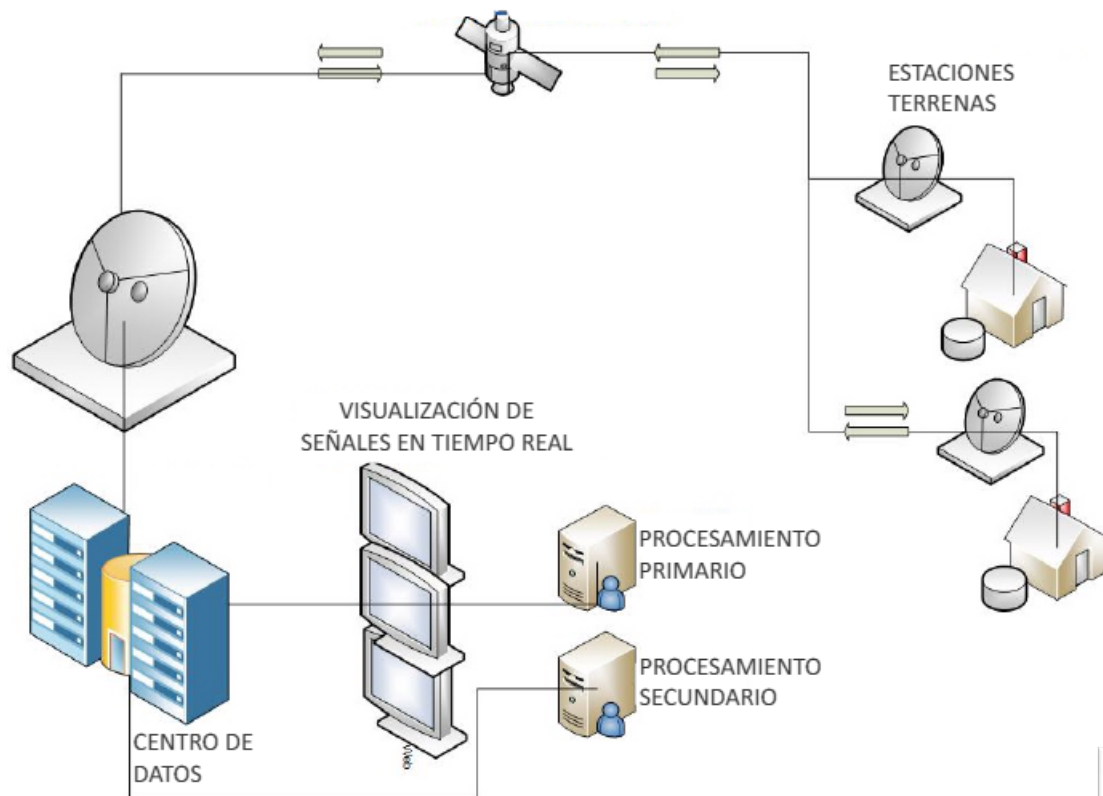 ESTACIONES
TERRENAS
VISUALIZACIÓN DE
SEÑALES EN TIEMPO REAL
PROCESAMIENTO
PRIMARIO
PROCESAMIENTO
SECUNDARIO
CENTRO DE
DATOS